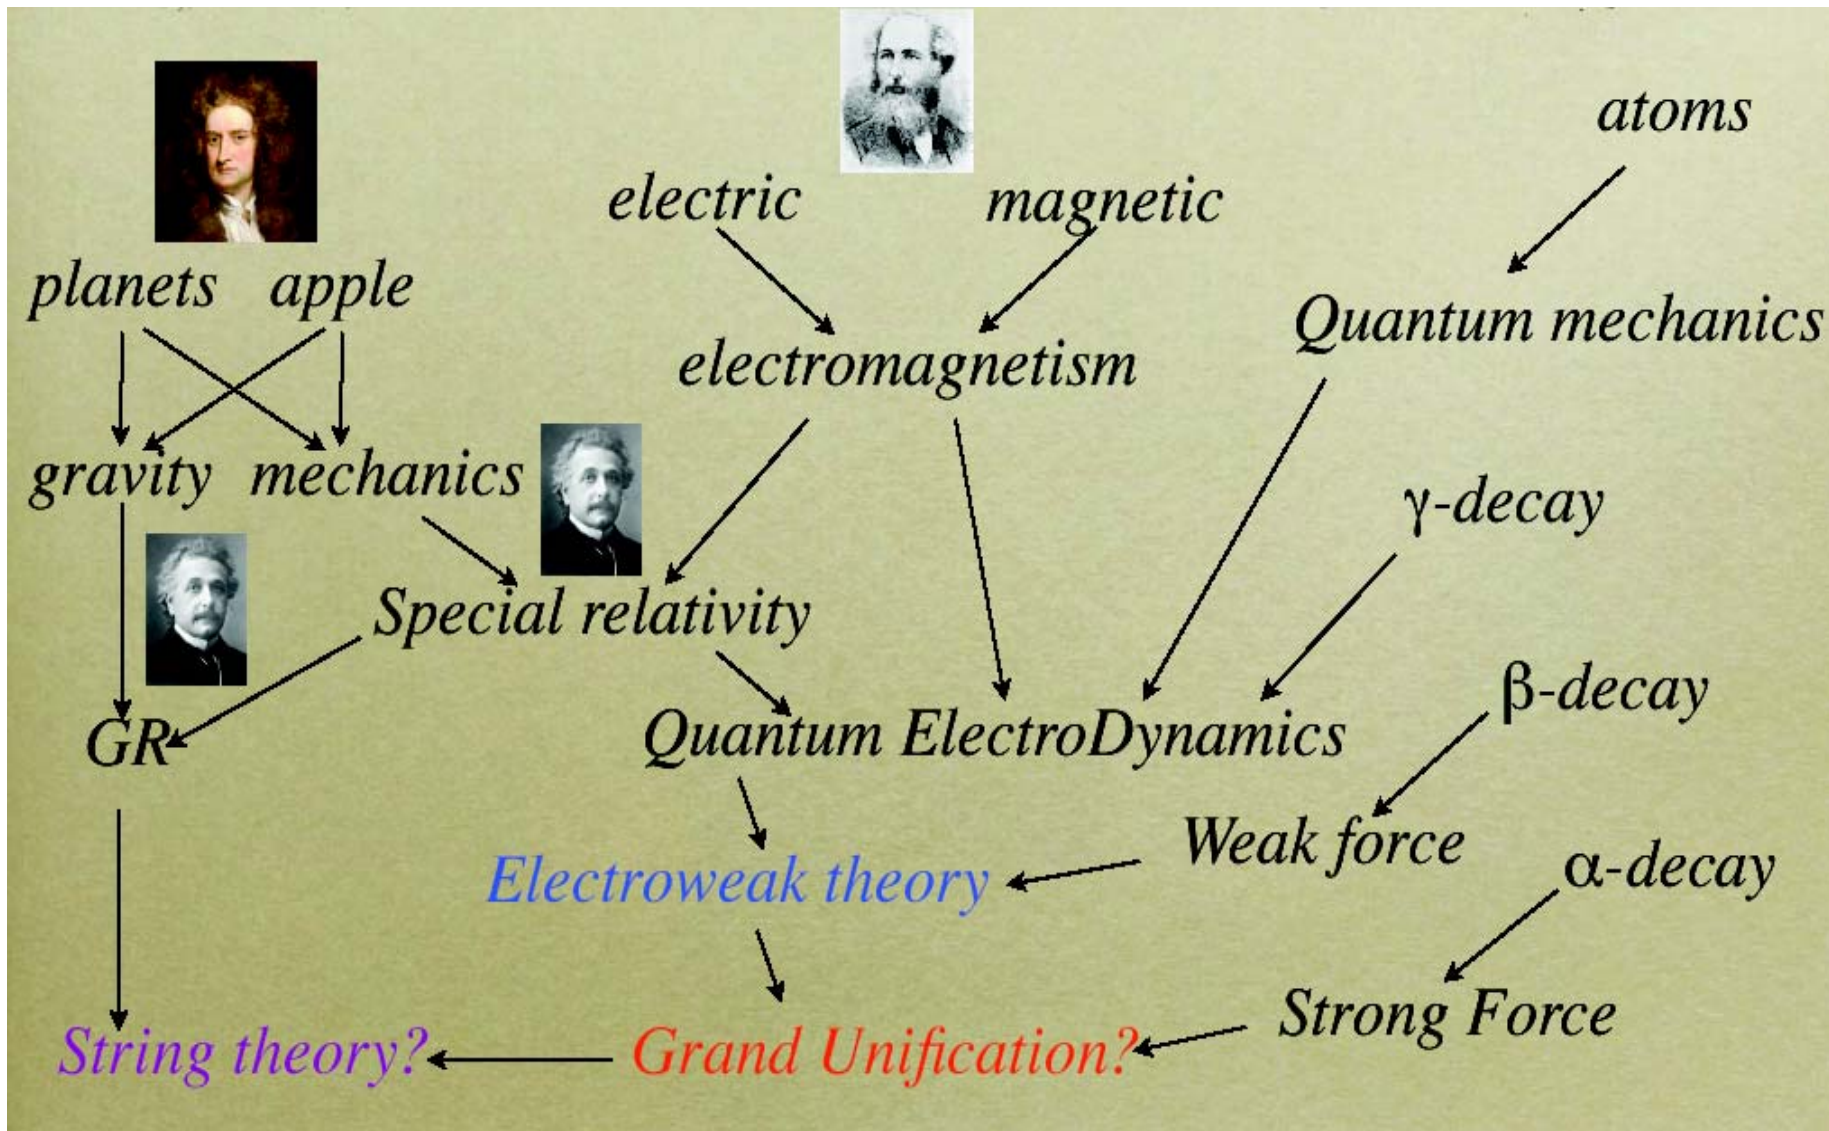 atoms
electric magnetic
planets apple
Quantum mechanics
electromagnetism
gravity mechanics
γ-decay
Special relativity
β-decay
GR
Quantum ElectroDynamics
Weak force
α-decay
Electroweak theory
Strong Force
String theory?
Grand Unification?